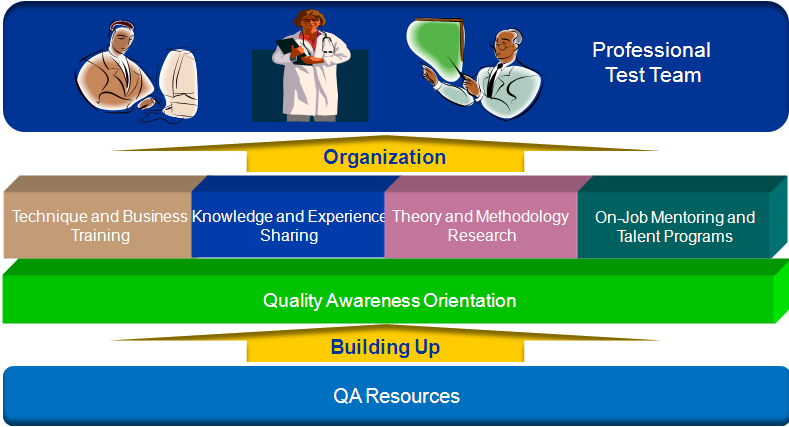 Professional
Test Team
Organization
Technique and Business
Training
Knowledge and Experience
Sharing
Theory and Methodology
Research
On-Job Mentoring and
Talent Programs
Quality Awareness Orientation
Building Up
QA Resources